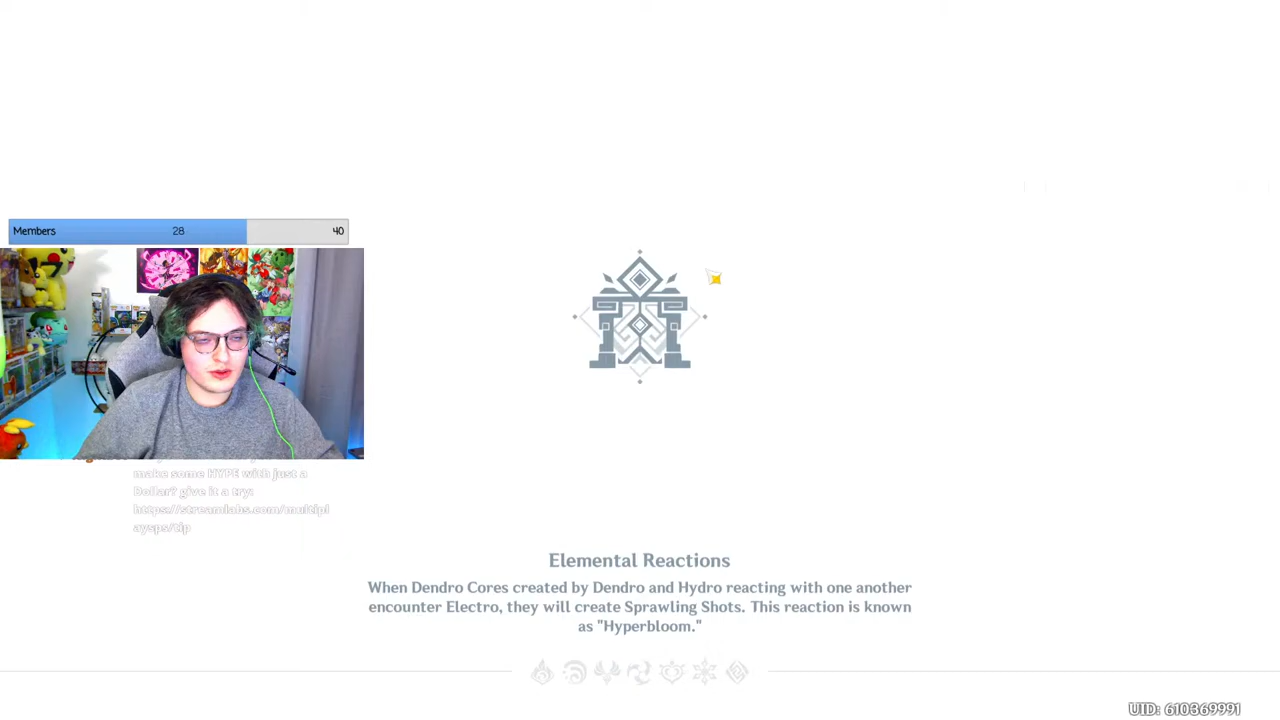 Members 28 40
make some HYPE with just a
Dollar? give it a try:
https://streamlabs.com/multipl
aysps/tip
Elemental Reactions
When Dendro Cores created by Dendro and Hydro reacting with one another
encounter Electro, they will create Sprawling Shots. This reaction is known
as "Hyperbloom."
UID: 610369991